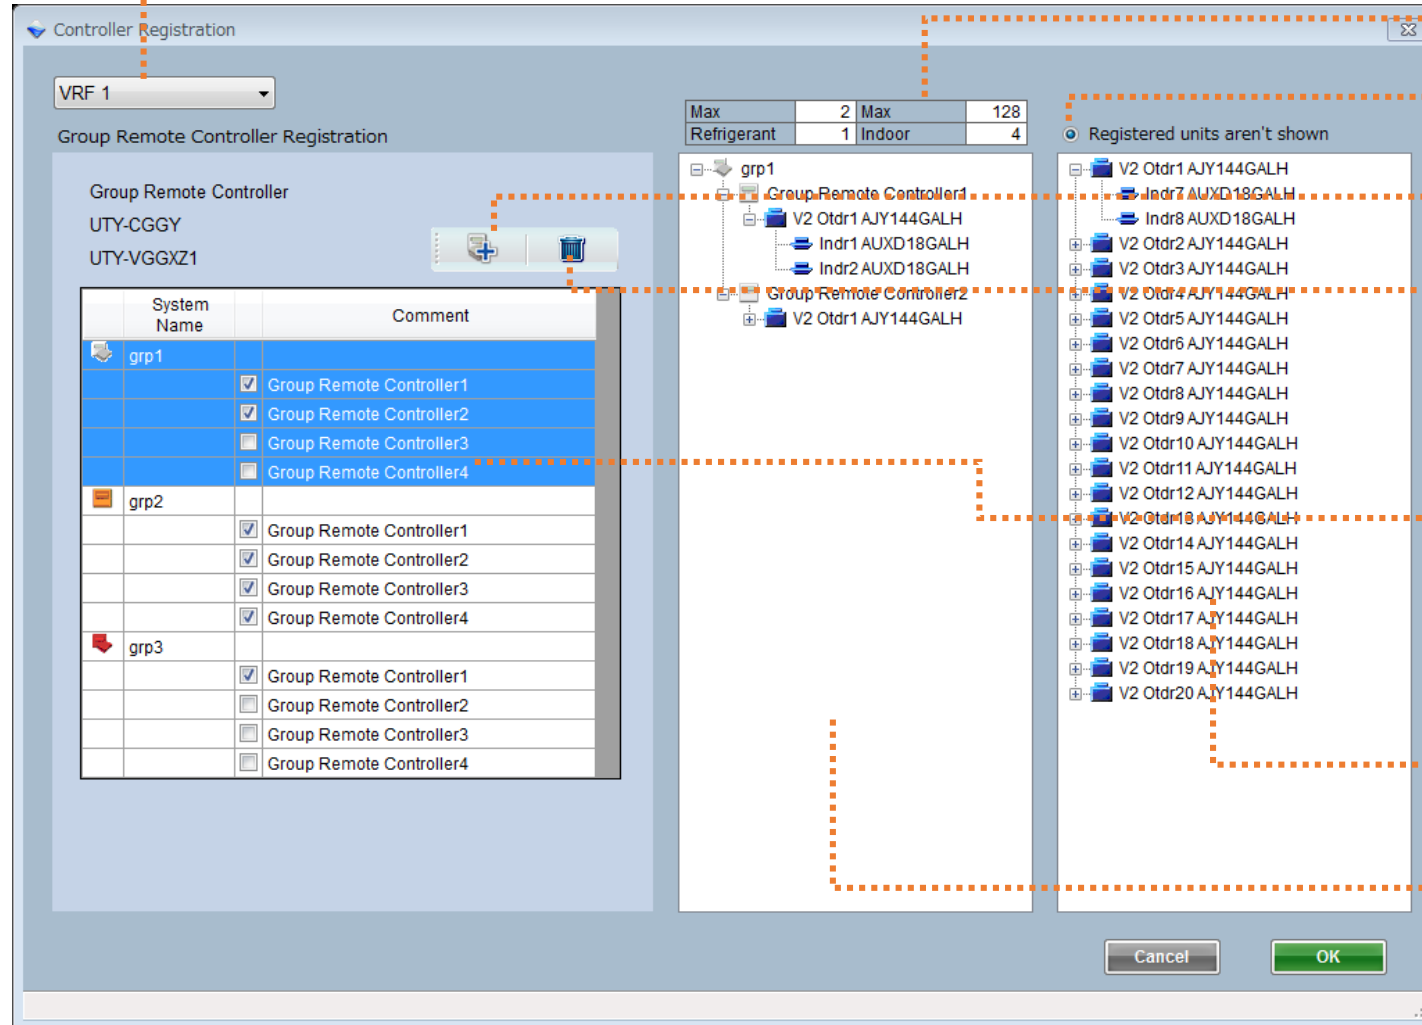 Controller Registration
VRF 1
Group Remote Controller Registration
Group Remote Controller
UTY-CGGY
UTY-VGGXZ1
System Name
Comment
grp1
Group Remote Controller1
Group Remote Controller2
Group Remote Controller3
Group Remote Controller4
grp2
Group Remote Controller1
Group Remote Controller2
Group Remote Controller3
Group Remote Controller4
grp3
Group Remote Controller1
Group Remote Controller2
Group Remote Controller3
Group Remote Controller4
Max 2 Max 128
Refrigerant 1 Indoor 4
grp1
Group Remote Controller1
V2 Otdr1 AJY144GALH
Indr1 AUXD18GALH
Indr2 AUXD18GALH
Group Remote Controller2
V2 Otdr1 AJY144GALH
Registered units aren't shown
V2 Otdr1 AJY144GALH
Indr7 AUXD18GALH
Indr8 AUXD18GALH
V2 Otdr2 AJY144GALH
V2 Otdr3 AJY144GALH
V2 Otdr4 AJY144GALH
V2 Otdr5 AJY144GALH
V2 Otdr6 AJY144GALH
V2 Otdr7 AJY144GALH
V2 Otdr8 AJY144GALH
V2 Otdr9 AJY144GALH
V2 Otdr10 AJY144GALH
V2 Otdr11 AJY144GALH
V2 Otdr12 AJY144GALH
V2 Otdr13 AJY144GALH
V2 Otdr14 AJY144GALH
V2 Otdr15 AJY144GALH
V2 Otdr16 AJY144GALH
V2 Otdr17 AJY144GALH
V2 Otdr18 AJY144GALH
V2 Otdr19 AJY144GALH
V2 Otdr20 AJY144GALH
Cancel
OK